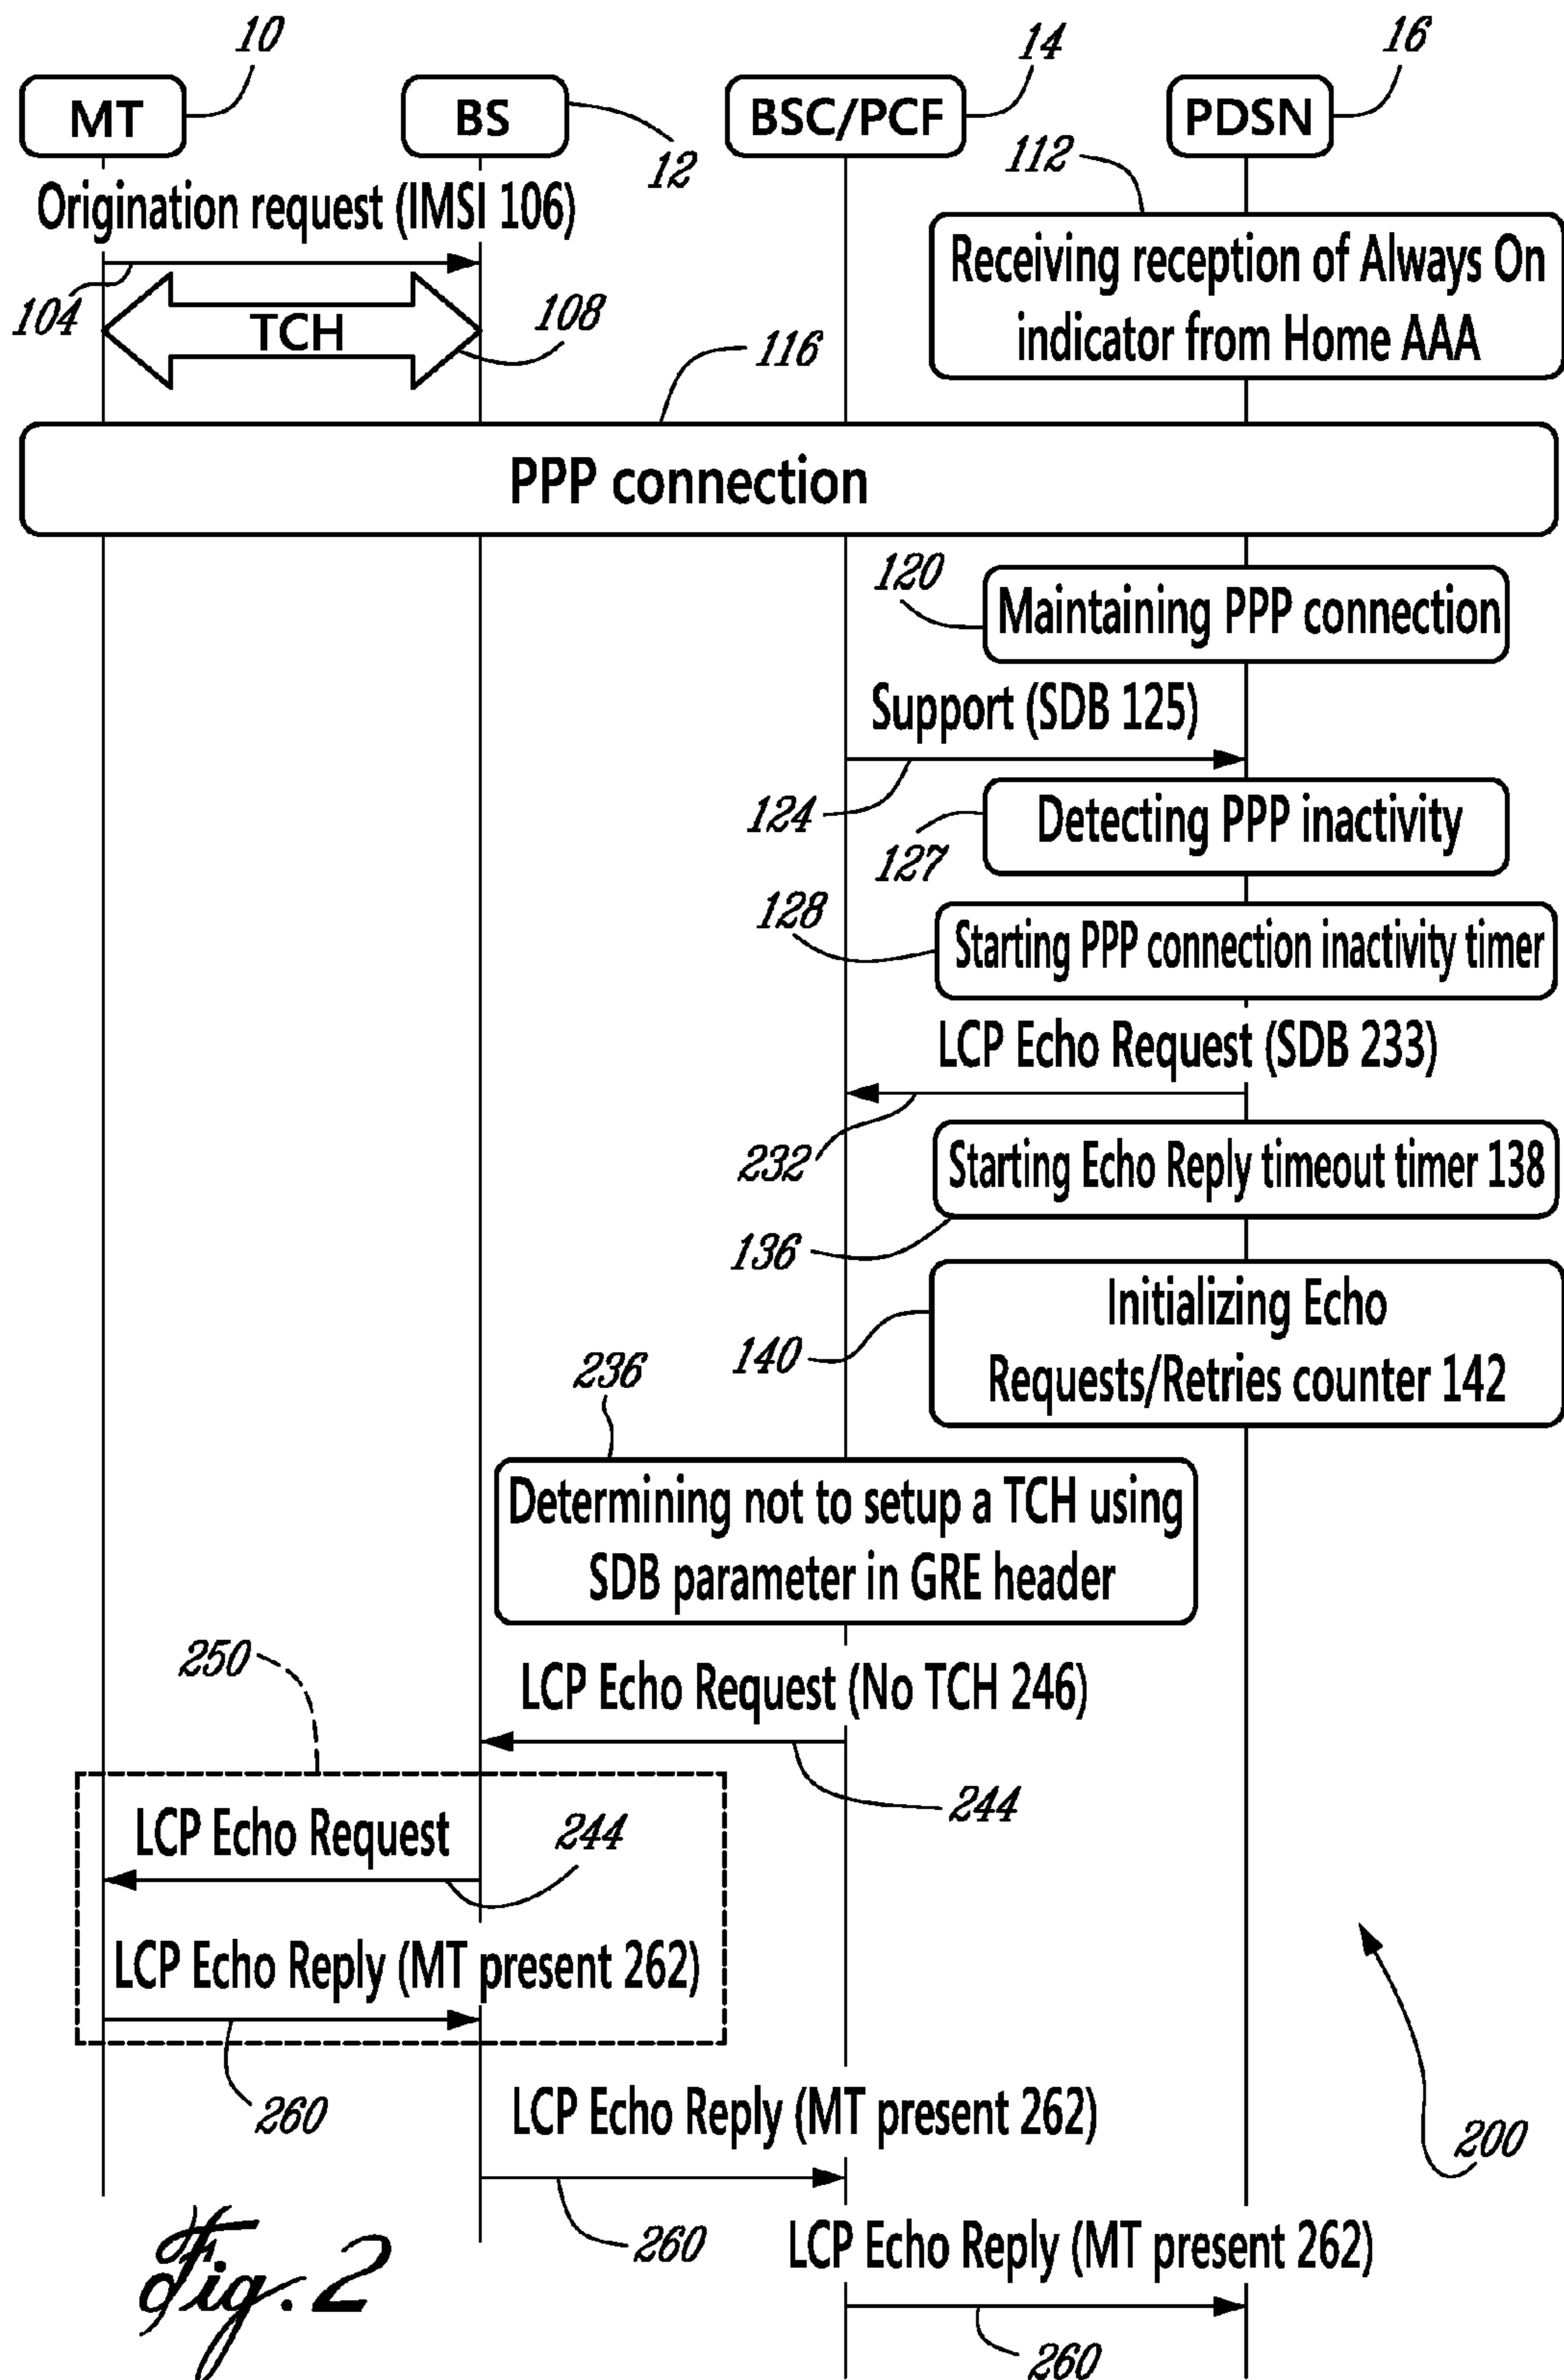 10
14
16
MT
BS
BSC/PCF
PDSN
12
112
Origination request (IMSI 106)
Receiving reception of Always On
indicator from Home AAA
104
TCH
108
116
PPP connection
120
Maintaining PPP connection
Support (SDB 125)
124
Detecting PPP inactivity
127
128
Starting PPP connection inactivity timer
LCP Echo Request (SDB 233)
232
Starting Echo Reply timeout timer 138
136
Initializing Echo
Requests/Retries counter 142
140
236
Determining not to setup a TCH using
SDB parameter in GRE header
250
LCP Echo Request (No TCH 246)
244
LCP Echo Request
244
LCP Echo Reply (MT present 262)
260
LCP Echo Reply (MT present 262)
200
260
LCP Echo Reply (MT present 262)
260
Fig. 2